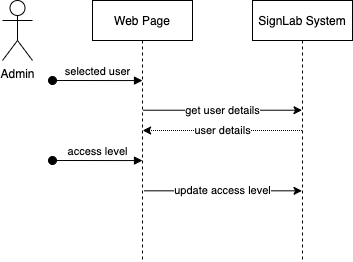 Web Page
SignLab System
Admin
selected user
get user details
user details
access level
update access level